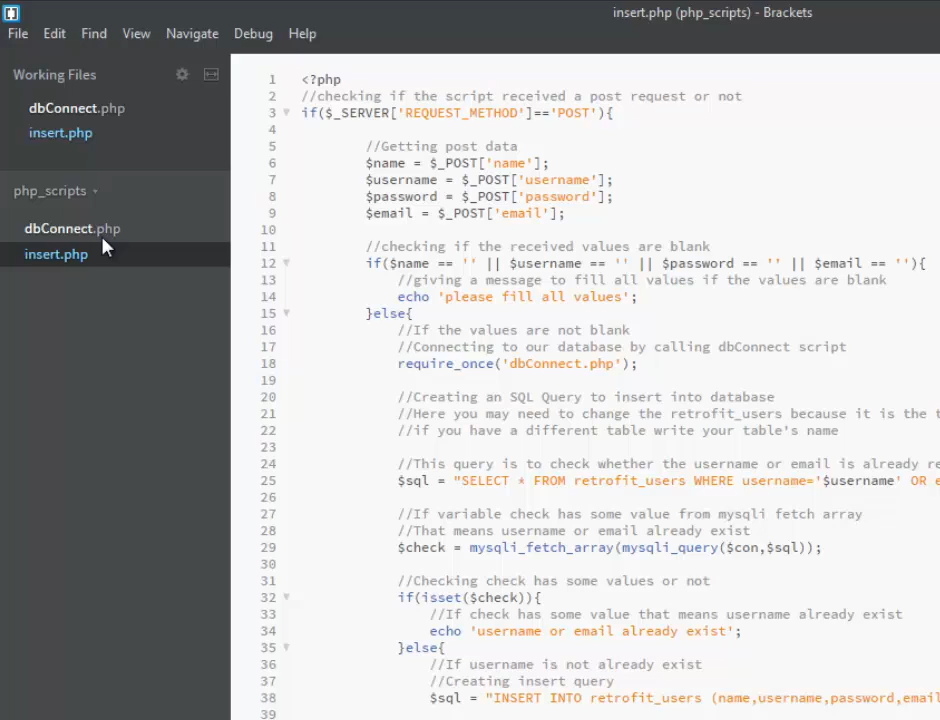 insert.php (php_scripts) - Brackets
File Edit Find View Navigate Debug Help
Working Files
dbConnect.php
insert.php
php_scripts
dbConnect.php
insert.php
1 <?php
2 //checking if the script received a post request or not
3 if($_SERVER['REQUEST_METHOD']=='POST'){
4
5 //Getting post data
6 $name = $_POST['name'];
7 $username = $_POST['username'];
8 $password = $_POST['password'];
9 $email = $_POST['email'];
10
11 //checking if the received values are blank
12 if($name == '' || $username == '' || $password == '' || $email == ''){
13 //giving a message to fill all values if the values are blank
14 echo 'please fill all values';
15 }else{
16 //If the values are not blank
17 //Connecting to our database by calling dbConnect script
18 require_once('dbConnect.php');
19
20 //Creating an SQL Query to insert into database
21 //Here you may need to change the retrofit_users because it is the t
22 //if you have a different table write your table's name
23
24 //This query is to check whether the username or email is already re
25 $sql = "SELECT * FROM retrofit_users WHERE username='$username' OR e
26
27 //If variable check has some value from mysqli fetch array
28 //That means username or email already exist
29 $check = mysqli_fetch_array(mysqli_query($con,$sql));
30
31 //Checking check has some values or not
32 if(isset($check)){
33 //If check has some value that means username already exist
34 echo 'username or email already exist';
35 }else{
36 //If username is not already exist
37 //Creating insert query
38 $sql = "INSERT INTO retrofit_users (name,username,password,email
39